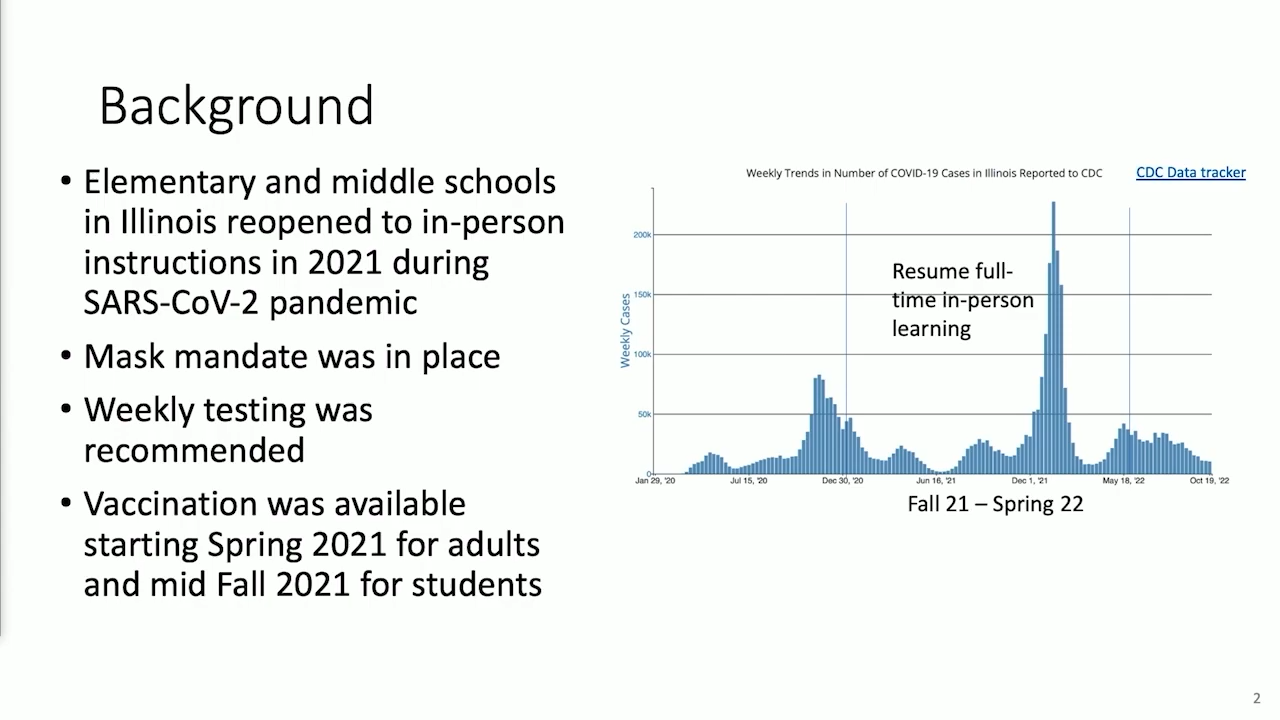 Background
• Elementary and middle schools
in Illinois reopened to in-person
instructions in 2021 during
SARS-CoV-2 pandemic
• Mask mandate was in place
• Weekly testing was
recommended
• Vaccination was available
starting Spring 2021 for adults
and mid Fall 2021 for students
Weekly Trends in Number of COVID-19 Cases in Illinois Reported to CDC
CDC Data tracker
Weekly Cases
200k
150k
100k
50k
0
Resume full-
time in-person
learning
Jan 29, '20 Jul 15, '20 Dec 30, '20 Jun 16, '21 Dec 1, '21 May 18, '22 Oct 19, '22
Fall 21 – Spring 22
2